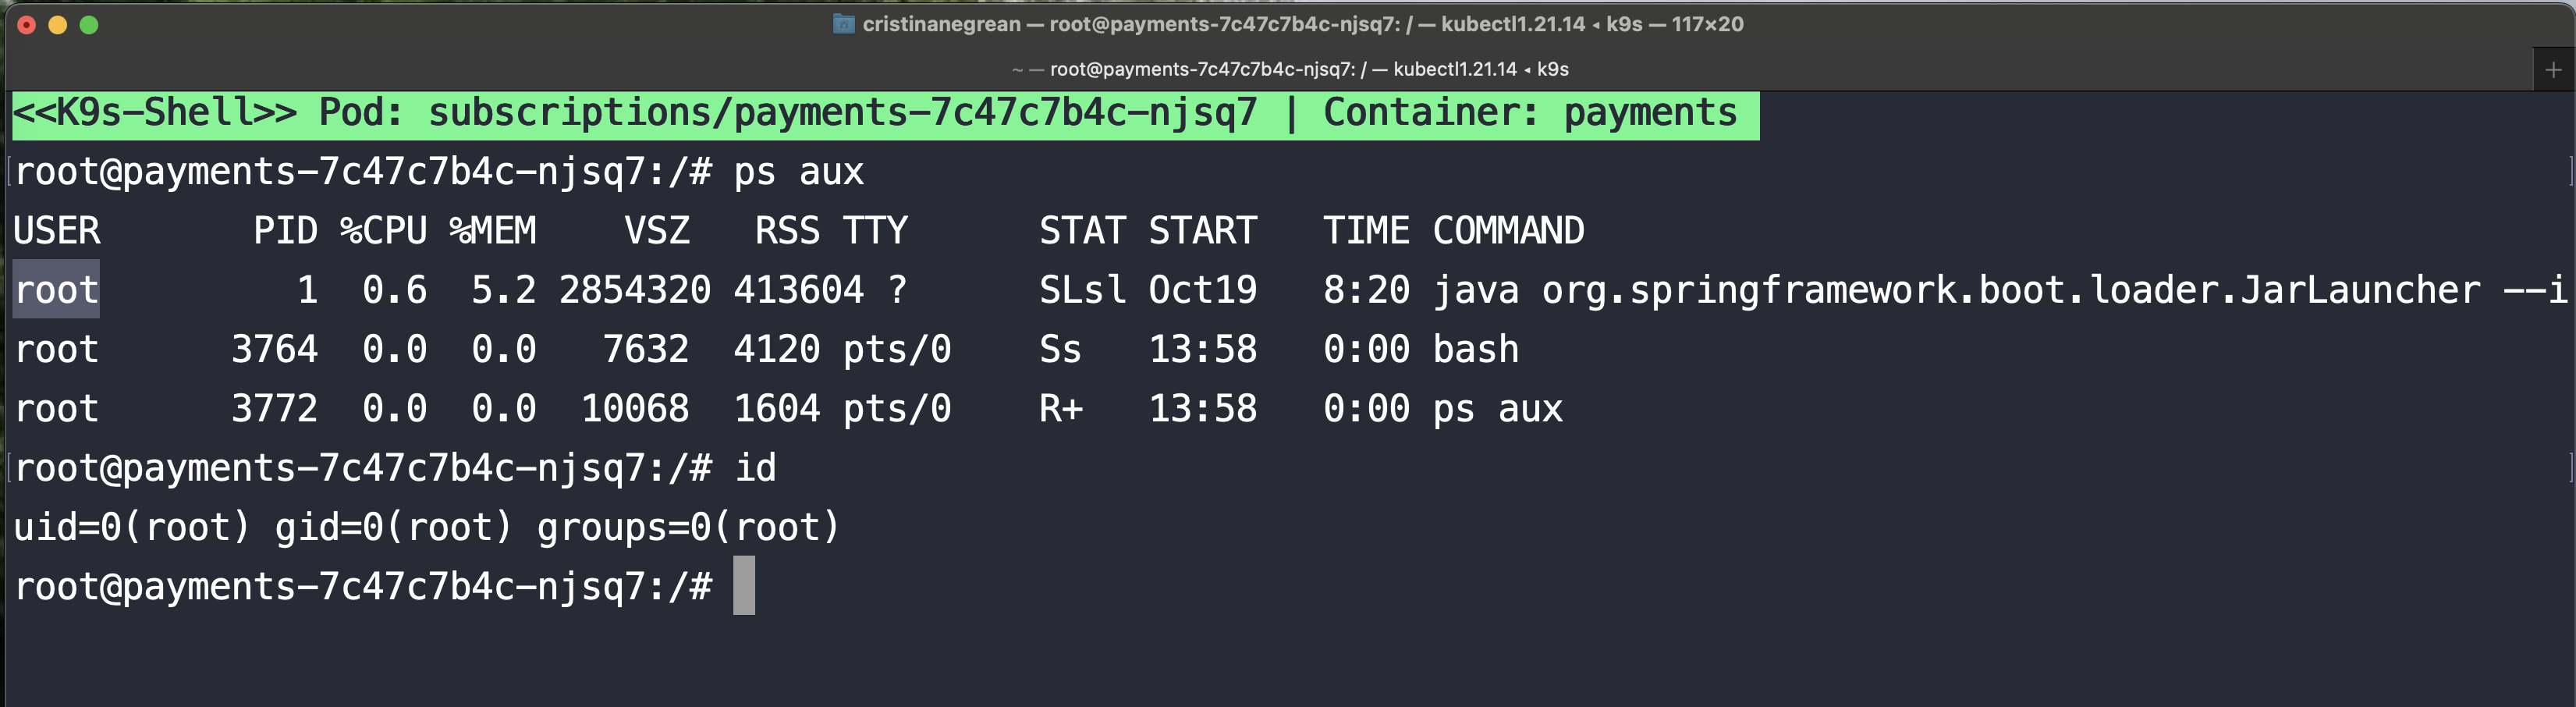 cristinanegrean — root@payments-7c47c7b4c-njsq7: / — kubectl1.21.14 ◂ k9s — 117×20
~ — root@payments-7c47c7b4c-njsq7: / — kubectl1.21.14 ◂ k9s +
<<K9s-Shell>> Pod: subscriptions/payments-7c47c7b4c-njsq7 | Container: payments
[root@payments-7c47c7b4c-njsq7:/# ps aux ]
USER       PID %CPU %MEM    VSZ   RSS TTY      STAT START   TIME COMMAND
root         1  0.6  5.2 2854320 413604 ?      SLsl Oct19   8:20 java org.springframework.boot.loader.JarLauncher --i
root      3764  0.0  0.0   7632  4120 pts/0    Ss   13:58   0:00 bash
root      3772  0.0  0.0  10068  1604 pts/0    R+   13:58   0:00 ps aux
[root@payments-7c47c7b4c-njsq7:/# id ]
uid=0(root) gid=0(root) groups=0(root)
root@payments-7c47c7b4c-njsq7:/#